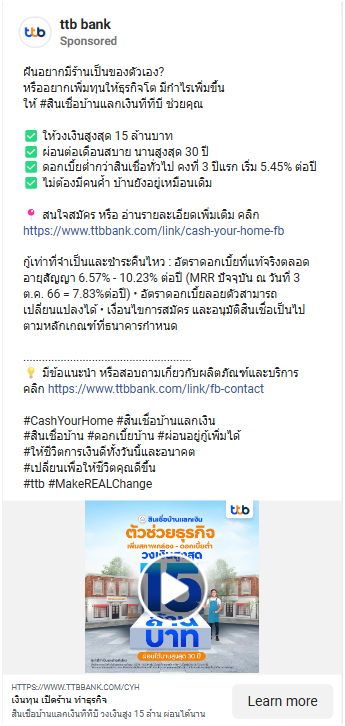 ttb bank
Sponsored
ฝันอยากมีร้านเป็นของตัวเอง?
หรืออยากเพิ่มทุนให้ธุรกิจโต มีกำไรเพิ่มขึ้น
ให้ #สินเชื่อบ้านแลกเงินทีทีบี ช่วยคุณ
✅ ให้วงเงินสูงสุด 15 ล้านบาท
✅ ผ่อนต่อเดือนสบาย นานสูงสุด 30 ปี
✅ ดอกเบี้ยต่ำกว่าสินเชื่อทั่วไป คงที่ 3 ปีแรก เริ่ม 5.45% ต่อปี
✅ ไม่ต้องมีคนค้ำ บ้านยังอยู่เหมือนเดิม
📍 สนใจสมัคร หรือ อ่านรายละเอียดเพิ่มเติม คลิก
https://www.ttbbank.com/link/cash-your-home-fb
กู้เท่าที่จำเป็นและชำระคืนไหว : อัตราดอกเบี้ยที่แท้จริงตลอด
อายุสัญญา 6.57% - 10.23% ต่อปี (MRR ปัจจุบัน ณ วันที่ 3
ต.ค. 66 = 7.83%ต่อปี) • อัตราดอกเบี้ยลอยตัวสามารถ
เปลี่ยนแปลงได้ • เงื่อนไขการสมัคร และอนุมัติสินเชื่อเป็นไป
ตามหลักเกณฑ์ที่ธนาคารกำหนด
......................................................
💡 มีข้อแนะนำ หรือสอบถามเกี่ยวกับผลิตภัณฑ์และบริการ
คลิก https://www.ttbbank.com/link/fb-contact
#CashYourHome #สินเชื่อบ้านแลกเงิน
#สินเชื่อบ้าน #ดอกเบี้ยบ้าน #ผ่อนอยู่กู้เพิ่มได้
#ให้ชีวิตการเงินดีทั้งวันนี้และอนาคต
#เปลี่ยนเพื่อให้ชีวิตคุณดีขึ้น
#ttb #MakeREALChange
ttb
สินเชื่อบ้านแลกเงิน
ตัวช่วยธุรกิจ
เพิ่มสภาพคล่อง - ดอกเบี้ยต่ำ
วงเงินสูงสุด
15
ล้าน
บาท
ผ่อนได้นานสูงสุด 30 ปี
HTTPS://WWW.TTBBANK.COM/CYH
เงินทุน เปิดร้าน ทำธุรกิจ
สินเชื่อบ้านแลกเงินทีทีบี วงเงินสูง 15 ล้าน ผ่อนได้นาน
Learn more